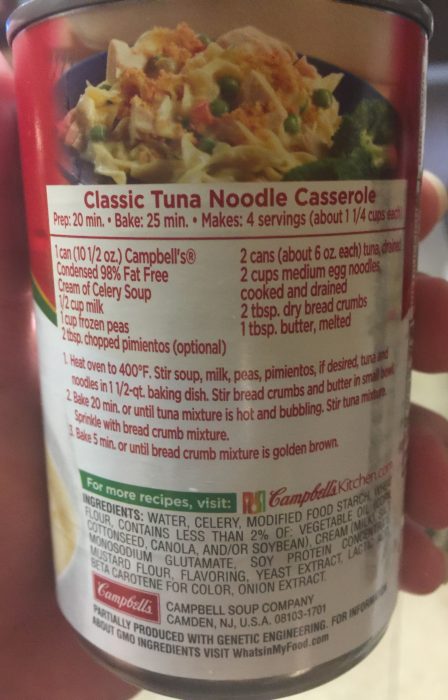 Classic Tuna Noodle Casserole
Prep: 20 min. • Bake: 25 min. • Makes: 4 servings (about 1 1/4 cups each
1 can (10 1/2 oz.) Campbell's®
Condensed 98% Fat Free
Cream of Celery Soup
1/2 cup milk
1 cup frozen peas
2 tbsp. chopped pimientos (optional)
2 cans (about 6 oz. each) tuna, drained
2 cups medium egg noodles,
cooked and drained
2 tbsp. dry bread crumbs
1 tbsp. butter, melted
1. Heat oven to 400°F. Stir soup, milk, peas, pimientos, if desired, tuna and
noodles in 1 1/2-qt. baking dish. Stir bread crumbs and butter in small bowl.
2. Bake 20 min. or until tuna mixture is hot and bubbling. Stir tuna mixture.
Sprinkle with bread crumb mixture.
3. Bake 5 min. or until bread crumb mixture is golden brown.
For more recipes, visit: Campbell's Kitchen.com
INGREDIENTS: WATER, CELERY, MODIFIED FOOD STARCH, WHEAT
FLOUR, CONTAINS LESS THAN 2% OF: VEGETABLE OIL
COTTONSEED, CANOLA, AND/OR SOYBEAN), CREAM (MILK
MONOSODIUM GLUTAMATE, SOY PROTEIN CONCENTRATE,
MUSTARD FLOUR, FLAVORING, YEAST EXTRACT, LACTIC
BETA CAROTENE FOR COLOR, ONION EXTRACT.
Campbell's
CAMPBELL SOUP COMPANY
CAMDEN, NJ, U.S.A. 08103-1701
PARTIALLY PRODUCED WITH GENETIC ENGINEERING. FOR INFORMATION
ABOUT GMO INGREDIENTS VISIT WhatsinMyFood.com